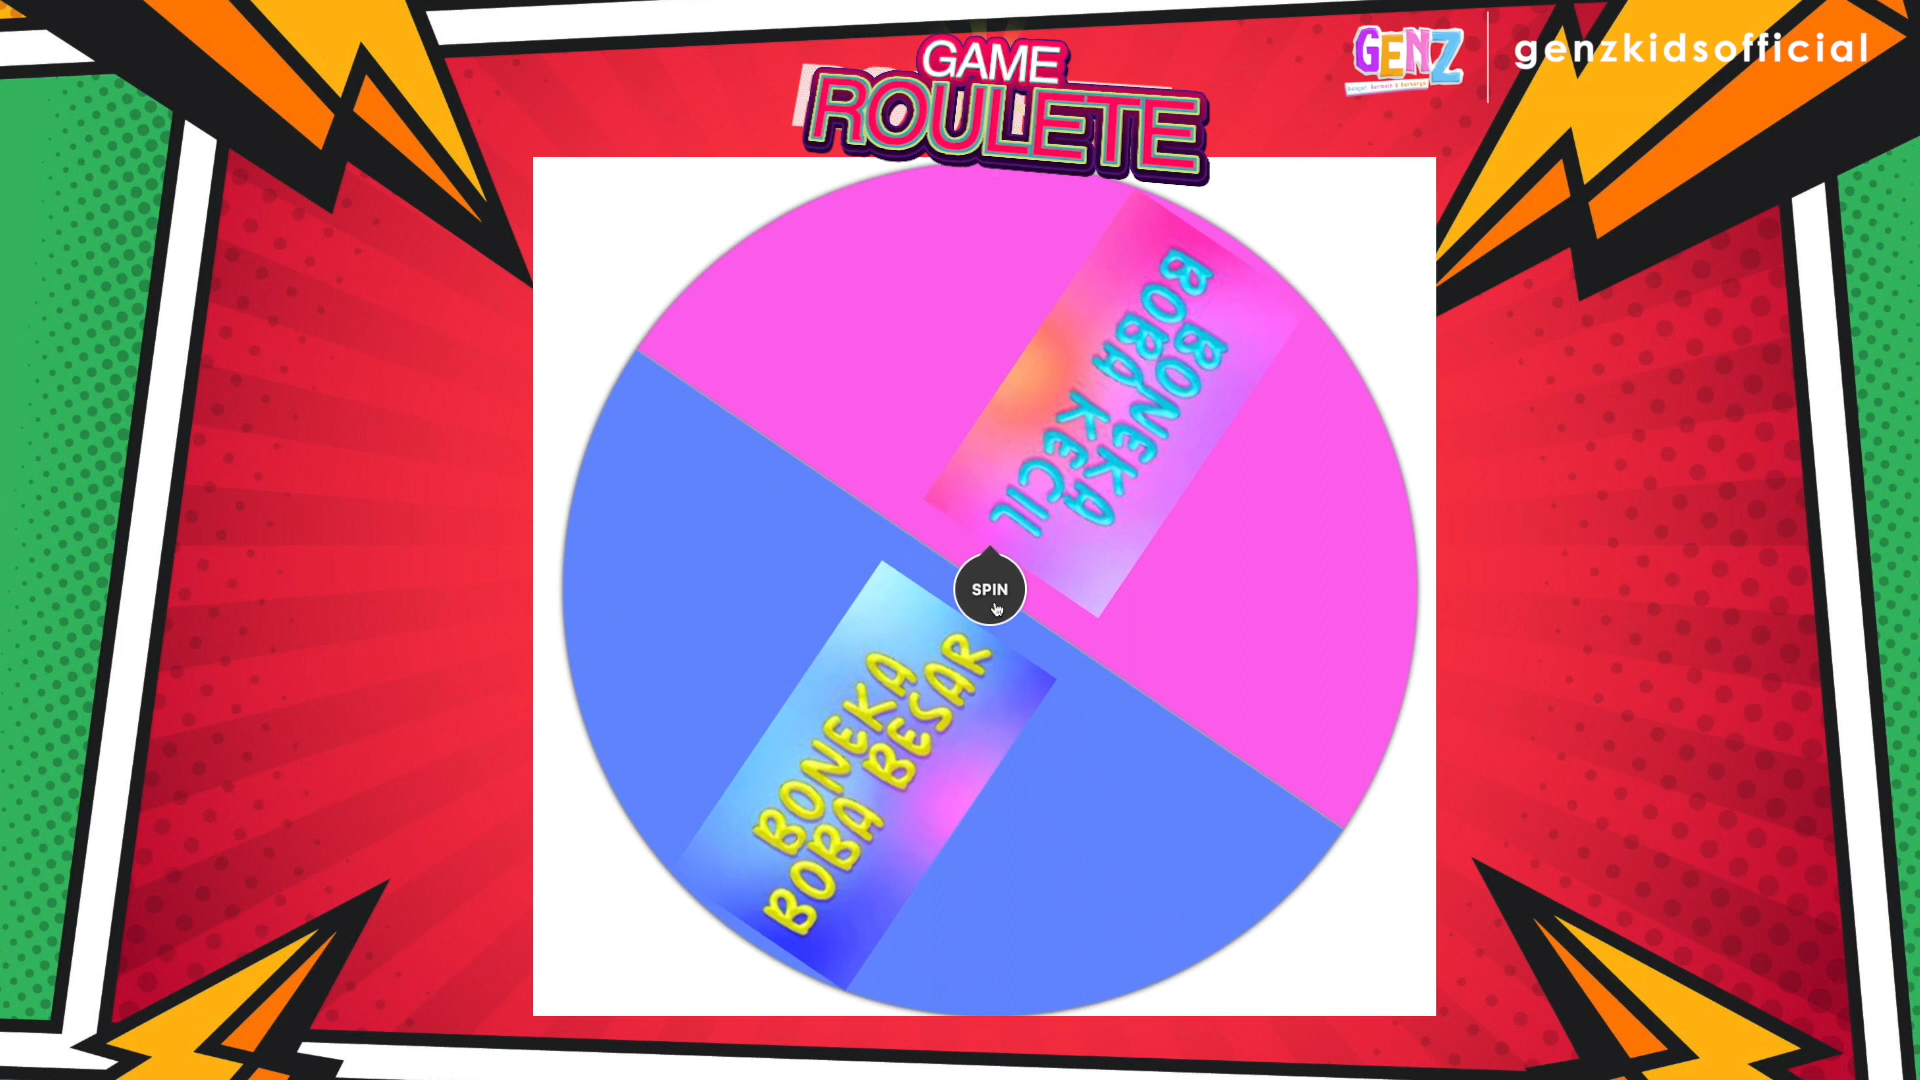 GAME
ROULETE
GENZ
genzkidsofficial
BONEKA
BOBA KECIL
SPIN
BONEKA
BOBA BESAR